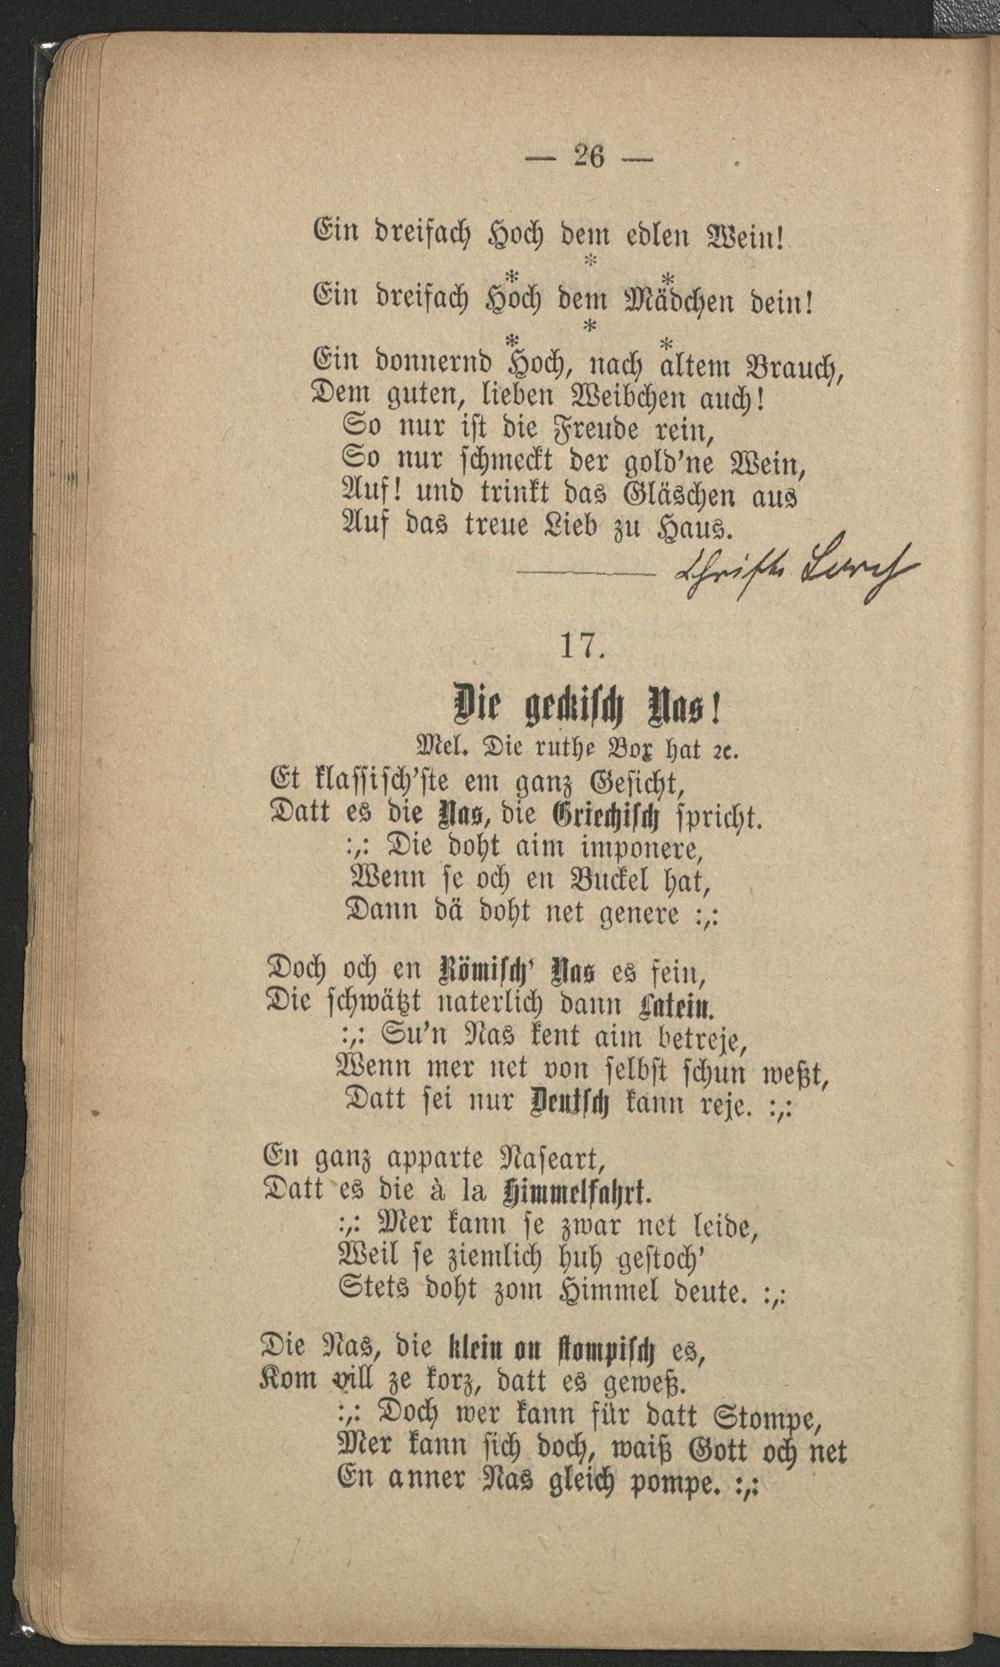 — 26 —
Ein dreifach Hoch dem edlen Wein!
*
* *
Ein dreifach Hoch dem Mädchen dein!
*
* *
Ein donnernd Hoch, nach altem Brauch,
Dem guten, lieben Weibchen auch!
So nur ist die Freude rein,
So nur schmeckt der gold'ne Wein,
Auf! und trinkt das Gläschen aus
Auf das treue Lieb zu Haus.
17.
Die geckisch Nas!
Mel. Die ruthe Box hat ꝛc.
Et klassisch'ste em ganz Gesicht,
Datt es die Nas, die Griechisch spricht.
:,: Die doht aim imponere,
Wenn se och en Buckel hat,
Dann dä doht net genere :,:
Doch och en Römisch' Nas es fein,
Die schwätzt naterlich dann Latein.
:,: Su'n Nas kent aim betreje,
Wenn mer net von selbst schun weßt,
Datt sei nur Deutsch kann reje. :,:
En ganz apparte Naseart,
Datt es die à la Himmelfahrt.
:,: Mer kann se zwar net leide,
Weil se ziemlich huh gestoch'
Stets doht zom Himmel deute. :,:
Die Nas, die klein on stompisch es,
Kom vill ze korz, datt es geweß.
:,: Doch wer kann für datt Stompe,
Mer kann sich doch, waiß Gott och net
En anner Nas gleich pompe. :,: